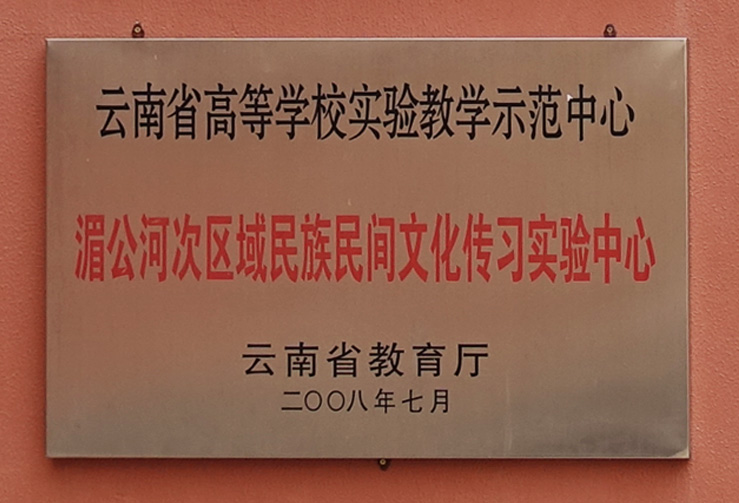 云南省高等学校实验教学示范中心
湄公河次区域民族民间文化传习实验中心
云南省教育厅
二〇〇八年七月